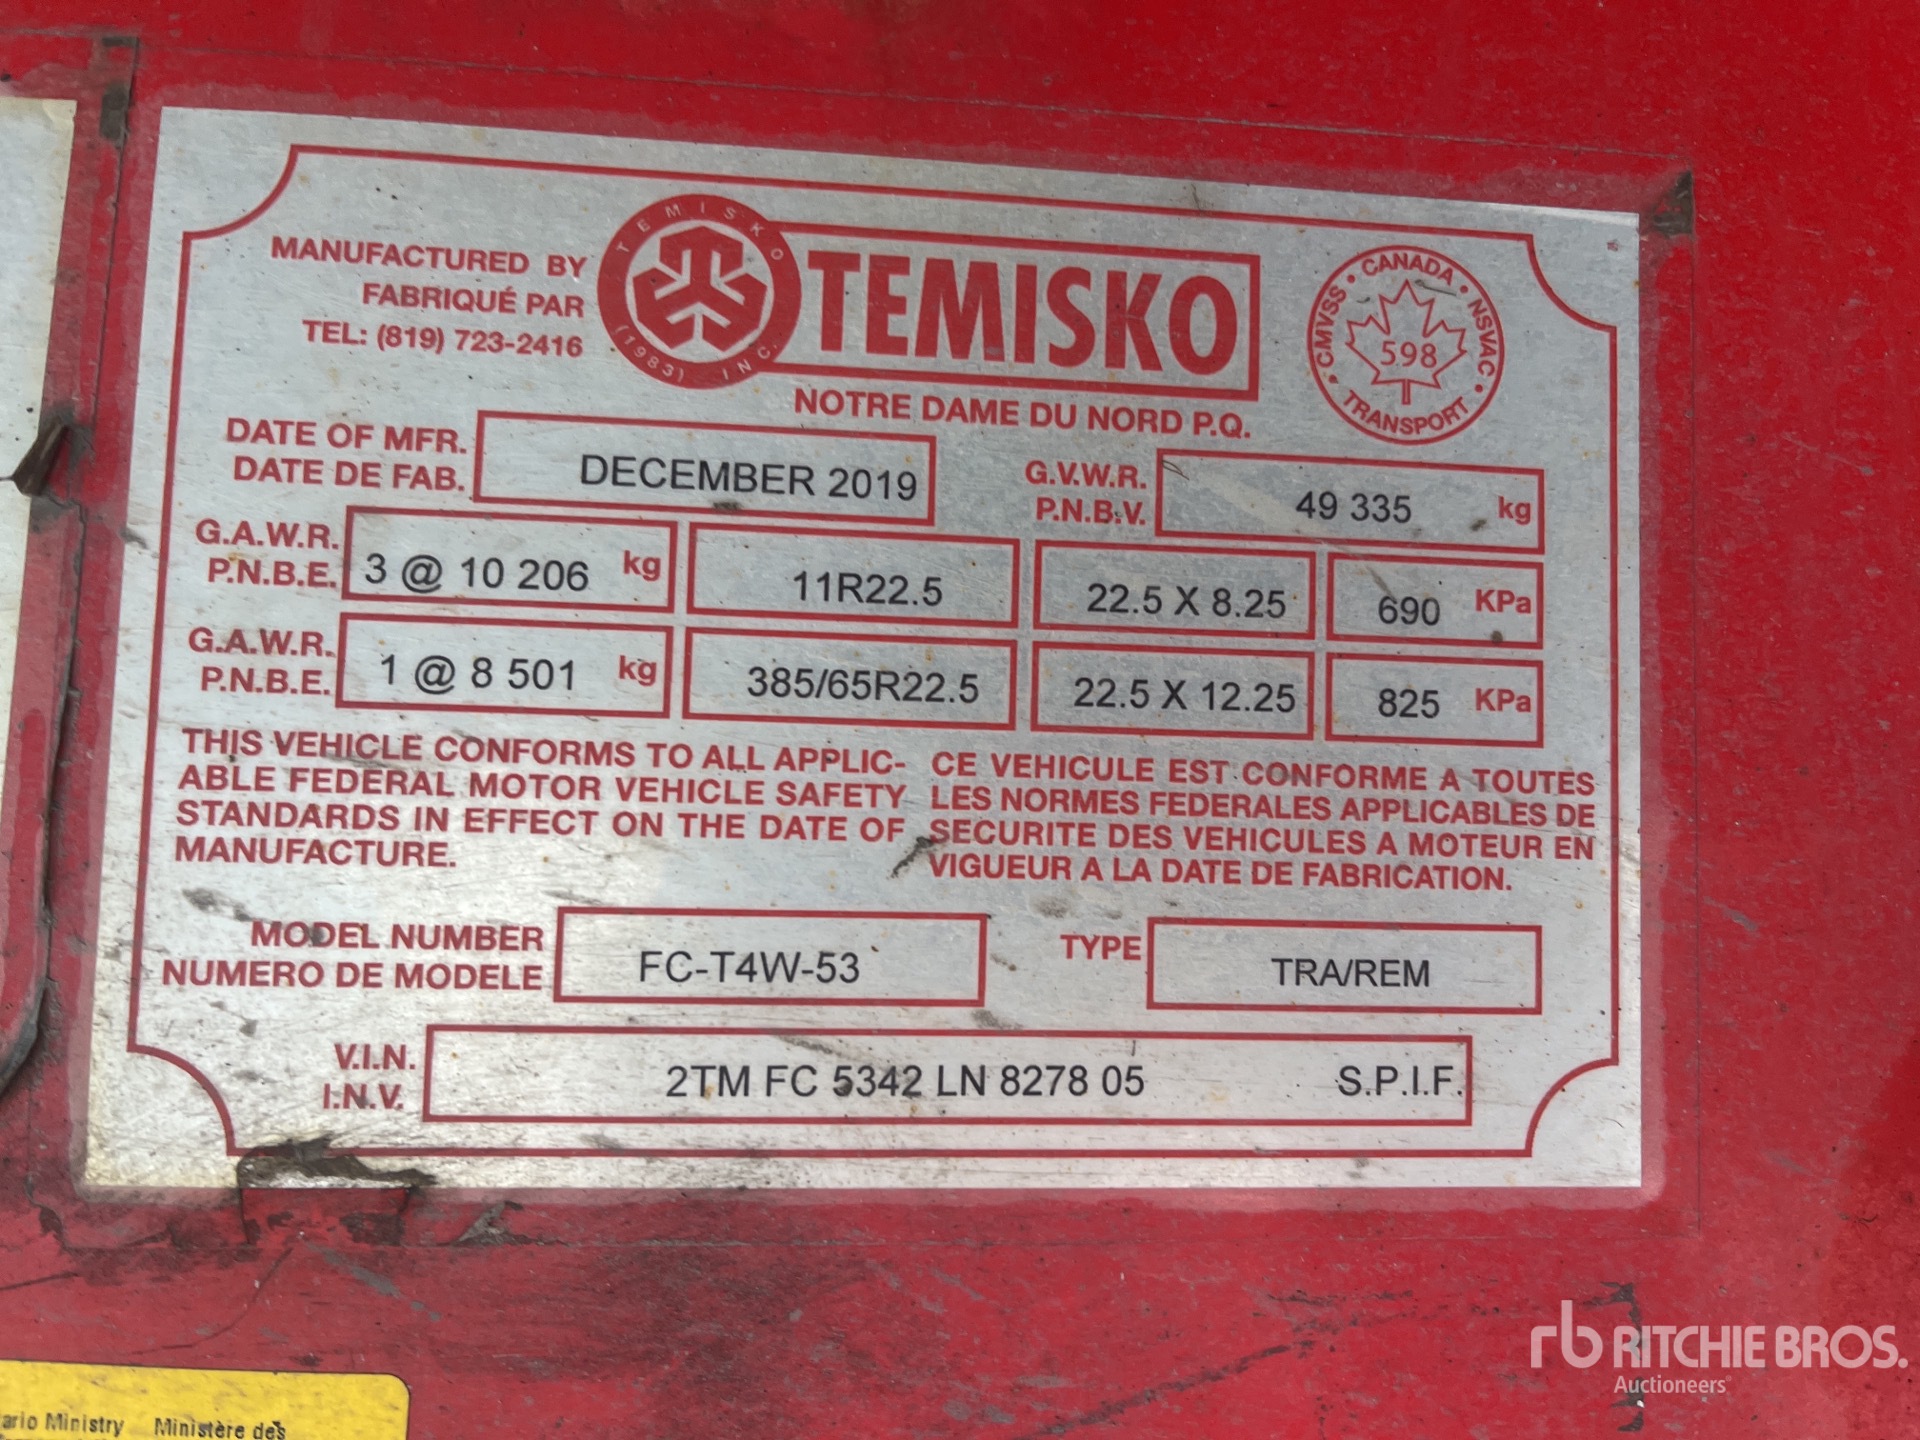 MANUFACTURED BY
FABRIQUÉ PAR
TEL: (819) 723-2416
TEMISKO
(1983) INC.
TEMISKO
NOTRE DAME DU NORD P.Q.
CANADA
CMVSS • NSVAC
598
TRANSPORT
DATE OF MFR. DECEMBER 2019
DATE DE FAB.
G.V.W.R. 49 335 kg
P.N.B.V.
G.A.W.R. 3 @ 10 206 kg 11R22.5 22.5 X 8.25 690 KPa
P.N.B.E.
G.A.W.R. 1 @ 8 501 kg 385/65R22.5 22.5 X 12.25 825 KPa
P.N.B.E.
THIS VEHICLE CONFORMS TO ALL APPLIC-
ABLE FEDERAL MOTOR VEHICLE SAFETY
STANDARDS IN EFFECT ON THE DATE OF
MANUFACTURE.
CE VEHICULE EST CONFORME A TOUTES
LES NORMES FEDERALES APPLICABLES DE
SECURITE DES VEHICULES A MOTEUR EN
VIGUEUR A LA DATE DE FABRICATION.
MODEL NUMBER FC-T4W-53
NUMERO DE MODELE
TYPE TRA/REM
V.I.N. 2TM FC 5342 LN 8278 05 S.P.I.F.
I.N.V.
ario Ministry Ministère des
rb RITCHIE BROS.
Auctioneers